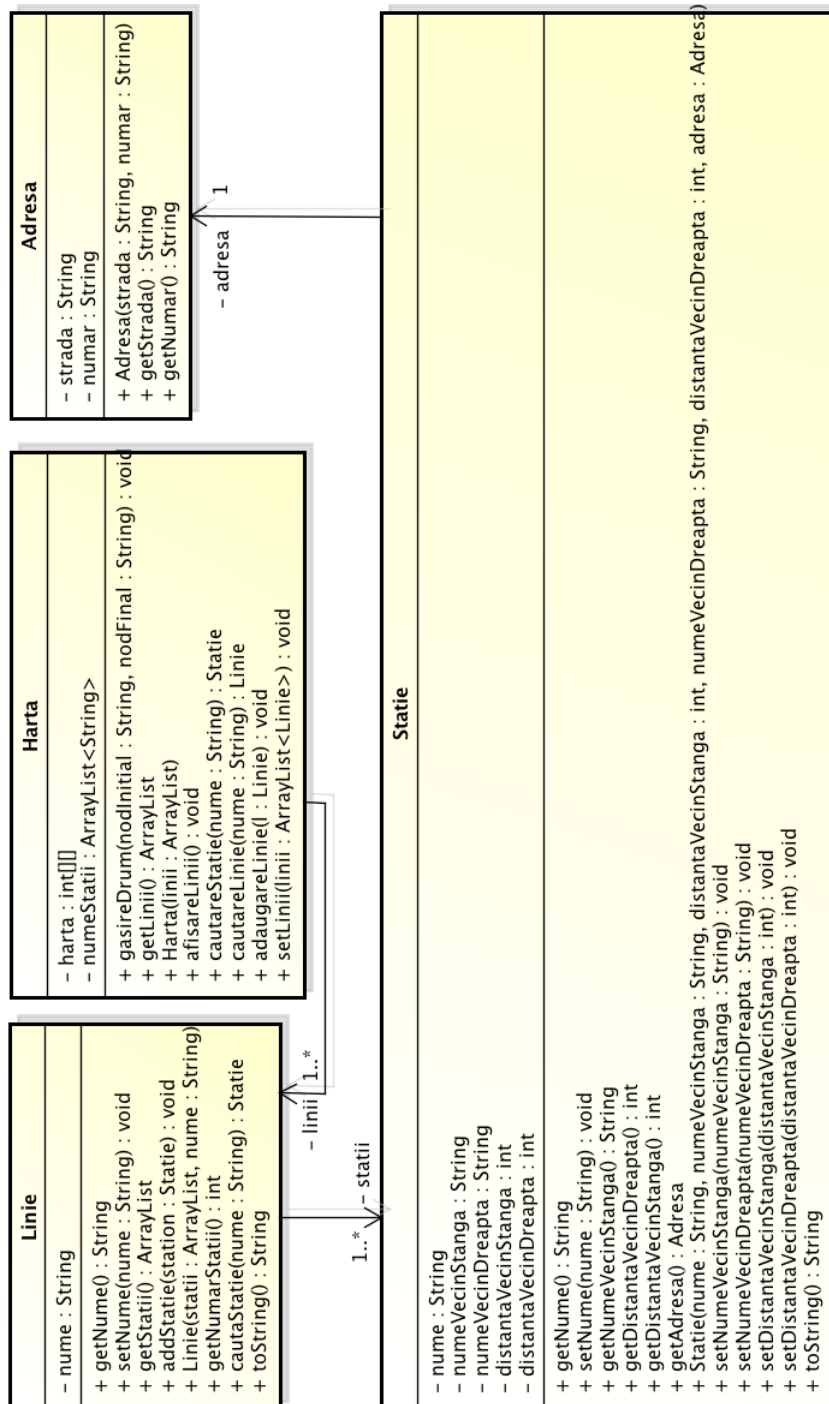 Linie
- nume : String
+ getNume() : String
+ setNume(nume : String) : void
+ getStatii() : ArrayList
+ addStatie(station : Statie) : void
+ Linie(statii : ArrayList, nume : String)
+ getNumarStatii() : int
+ cautaStatie(nume : String) : Statie
+ toString() : String
Harta
- harta : int[][]
- numeStatii : ArrayList<String>
+ gasireDrum(nodInitial : String, nodFinal : String) : void
+ getLinii() : ArrayList
+ Harta(linii : ArrayList)
+ afisareLinii() : void
+ cautareStatie(nume : String) : Statie
+ cautareLinie(nume : String) : Linie
+ adaugareLinie(l : Linie) : void
+ setLinii(linii : ArrayList<Linie>) : void
Adresa
- strada : String
- numar : String
+ Adresa(strada : String, numar : String)
+ getStrada() : String
+ getNumar() : String
- linii 1..*
1..* - statii
- adresa 1
Statie
- nume : String
- numeVecinStanga : String
- numeVecinDreapta : String
- distantaVecinStanga : int
- distantaVecinDreapta : int
+ getNume() : String
+ setNume(nume : String) : void
+ getNumeVecinStanga() : String
+ getDistantaVecinDreapta() : int
+ getDistantaVecinStanga() : int
+ getAdresa() : Adresa
+ Statie(nume : String, numeVecinStanga : String, distantaVecinStanga : int, numeVecinDreapta : String, distantaVecinDreapta : int, adresa : Adresa)
+ setNumeVecinStanga(numeVecinStanga : String) : void
+ setNumeVecinDreapta(numeVecinDreapta : String) : void
+ setDistantaVecinStanga(distantaVecinStanga : int) : void
+ setDistantaVecinDreapta(distantaVecinDreapta : int) : void
+ toString() : String